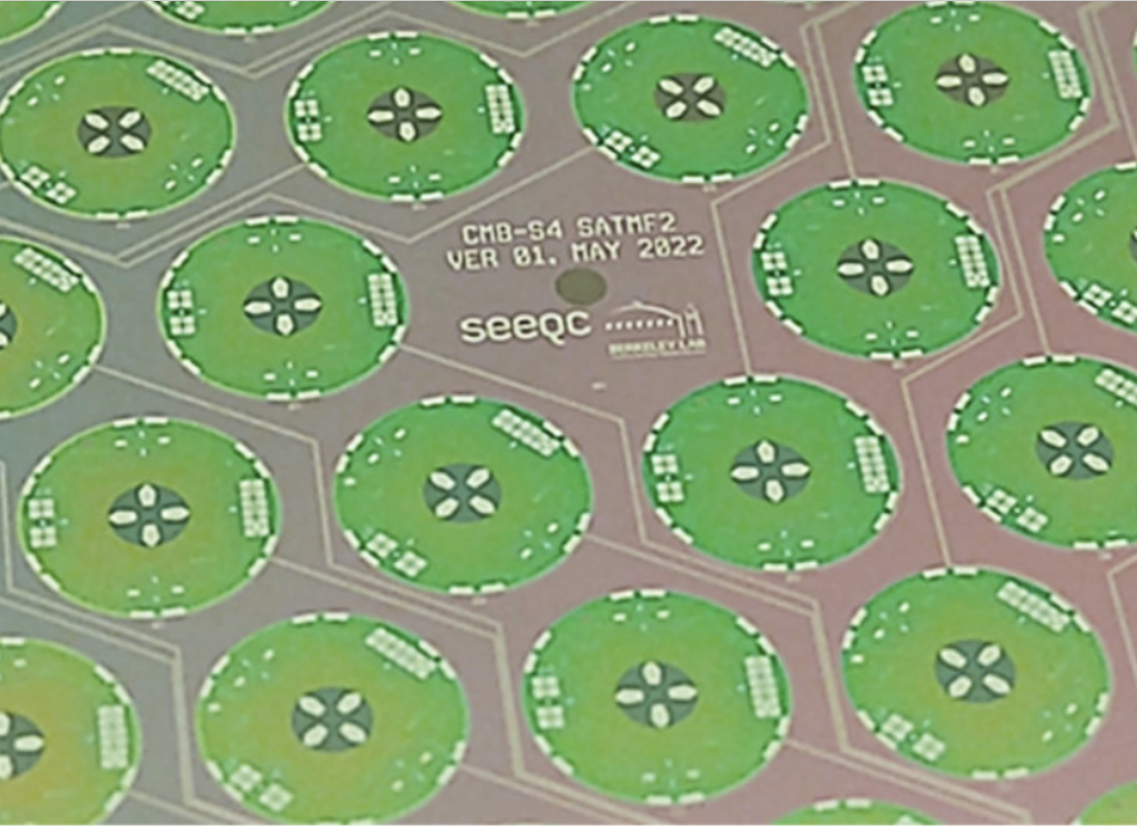 CMB-S4 SATMF2
VER 01. MAY 2022
seeQC
BERKELEY LAB